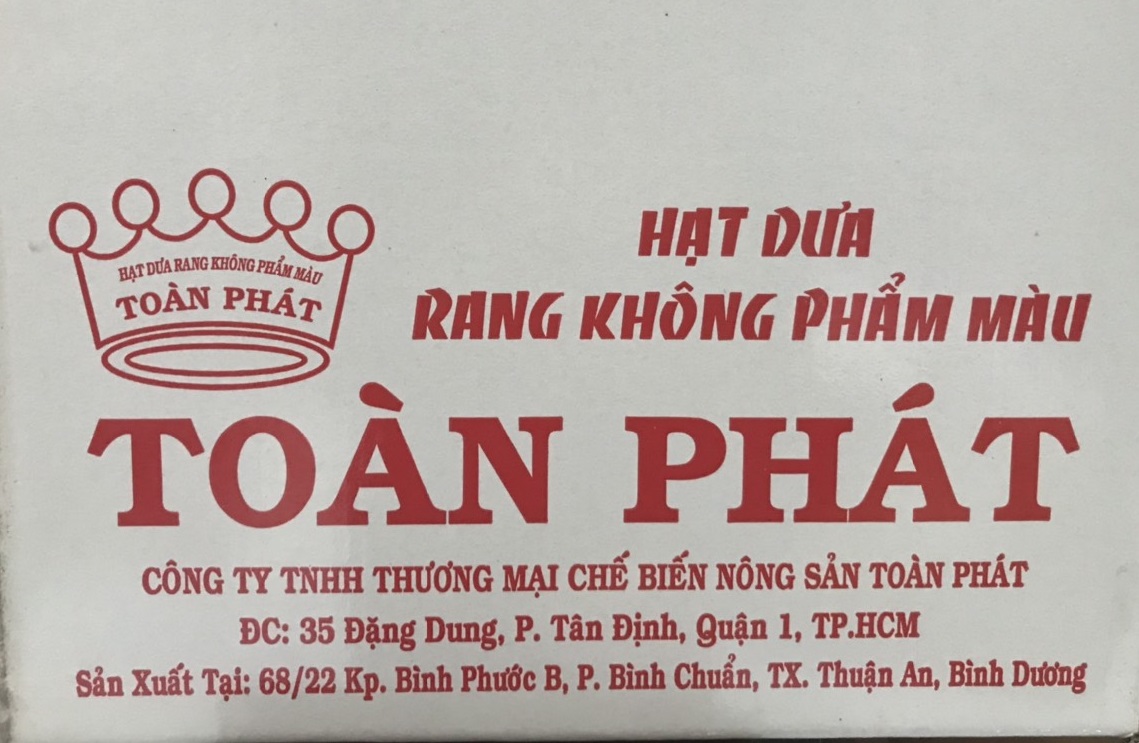 HẠT DƯA RANG KHÔNG PHẨM MÀU
TOÀN PHÁT
HẠT DƯA
RANG KHÔNG PHẨM MÀU
TOÀN PHÁT
CÔNG TY TNHH THƯƠNG MẠI CHẾ BIẾN NÔNG SẢN TOÀN PHÁT
ĐC: 35 Đặng Dung, P. Tân Định, Quận 1, TP.HCM
Sản Xuất Tại: 68/22 Kp. Bình Phước B, P. Bình Chuẩn, TX. Thuận An, Bình Dương